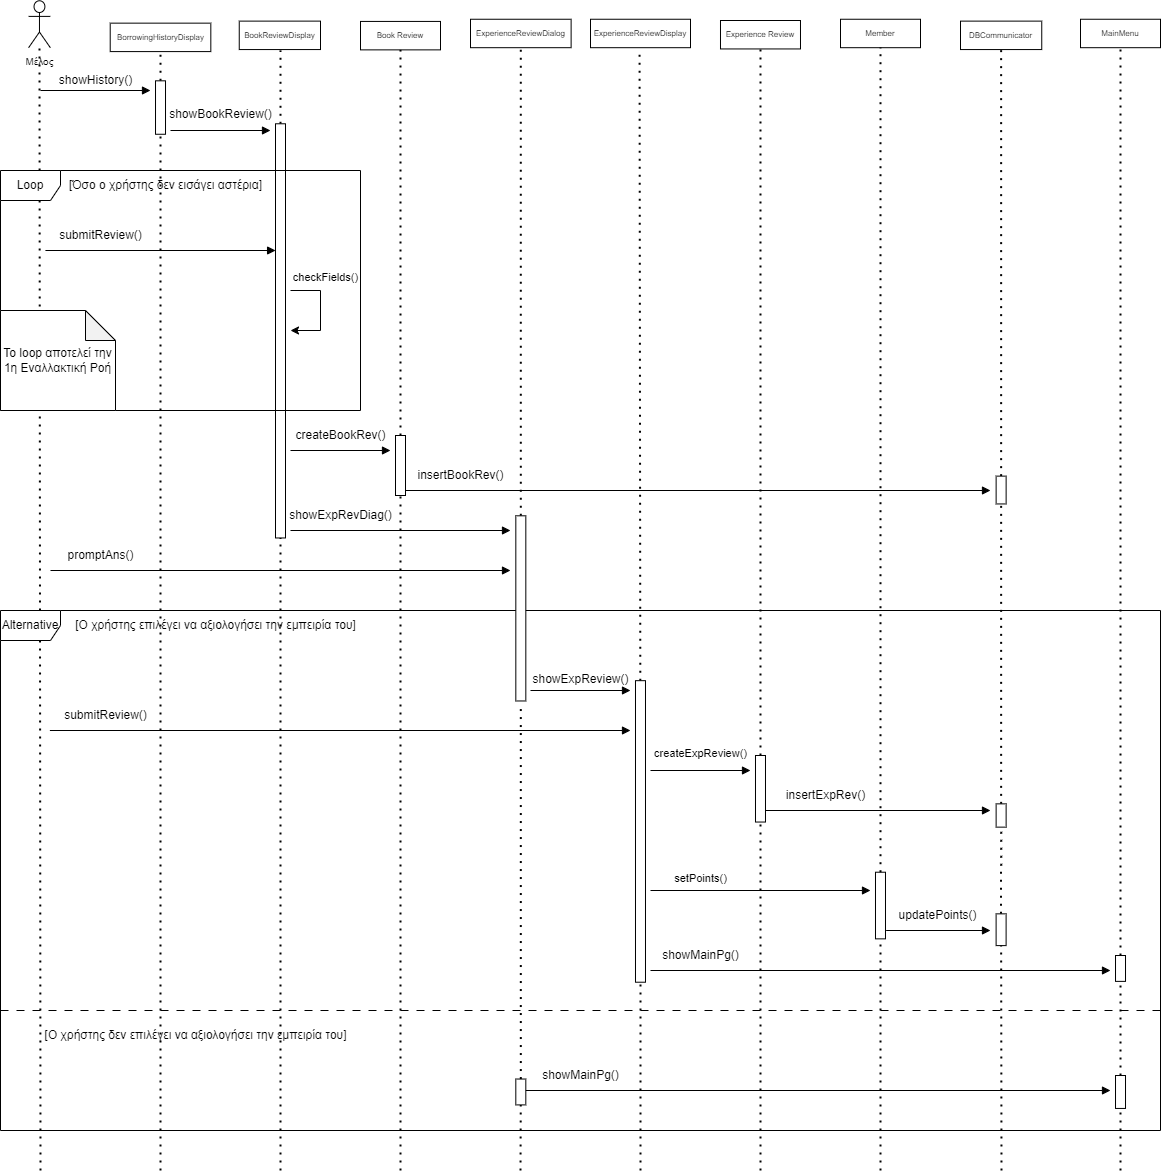 BorrowingHistoryDisplay
BookReviewDisplay
Book Review
ExperienceReviewDialog
ExperienceReviewDisplay
Experience Review
Member
DBCommunicator
MainMenu
Μέλος
showHistory()
showBookReview()
Loop
[Όσο ο χρήστης δεν εισάγει αστέρια]
submitReview()
checkFields()
Το loop αποτελεί την
1η Εναλλακτική Ροή
createBookRev()
insertBookRev()
showExpRevDiag()
promptAns()
Alternative
[Ο χρήστης επιλέγει να αξιολογήσει την εμπειρία του]
showExpReview()
submitReview()
createExpReview()
insertExpRev()
setPoints()
updatePoints()
showMainPg()
[Ο χρήστης δεν επιλέγει να αξιολογήσει την εμπειρία του]
showMainPg()